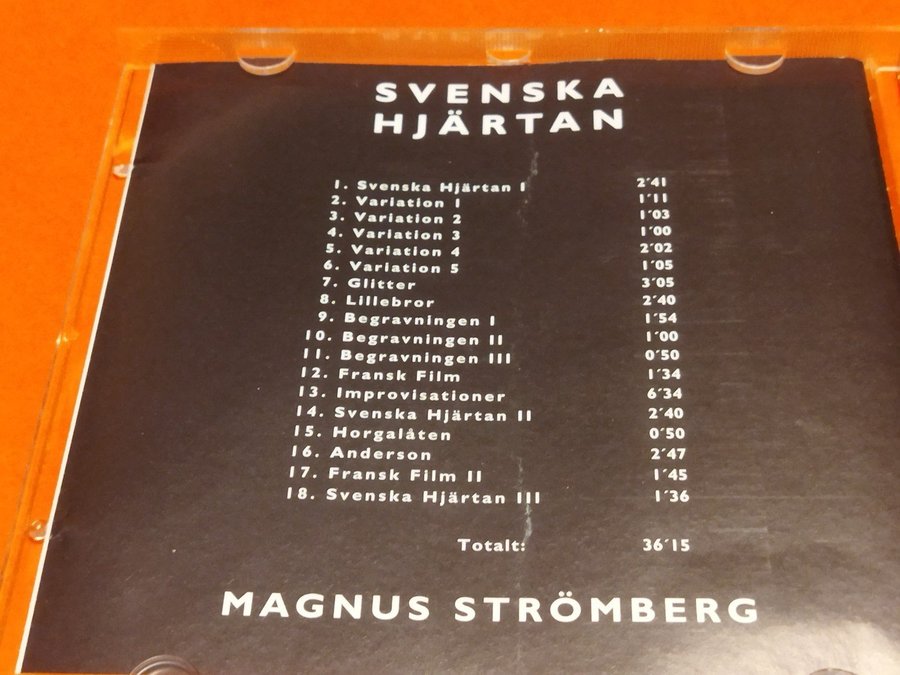 SVENSKA
HJÄRTAN
1. Svenska Hjärtan I 2´41
2. Variation 1 1´11
3. Variation 2 1´03
4. Variation 3 1´00
5. Variation 4 2´02
6. Variation 5 1´05
7. Glitter 3´05
8. Lillebror 2´40
9. Begravningen I 1´54
10. Begravningen II 1´00
11. Begravningen III 0´50
12. Fransk Film 1´34
13. Improvisationer 6´34
14. Svenska Hjärtan II 2´40
15. Horgalåten 0´50
16. Anderson 2´47
17. Fransk Film II 1´45
18. Svenska Hjärtan III 1´36
Totalt: 36´15
MAGNUS STRÖMBERG